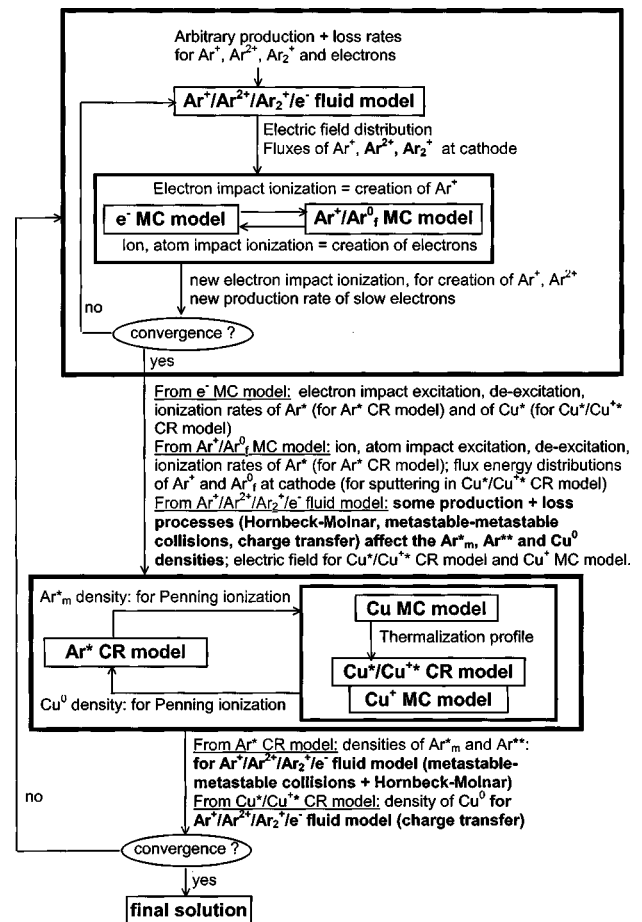 Arbitrary production + loss rates
for Ar⁺, Ar²⁺, Ar₂⁺ and electrons
Ar⁺/Ar²⁺/Ar₂⁺/e⁻ fluid model
Electric field distribution
Fluxes of Ar⁺, Ar²⁺, Ar₂⁺ at cathode
Electron impact ionization = creation of Ar⁺
e⁻ MC model
Ar⁺/Ar⁰f MC model
Ion, atom impact ionization = creation of electrons
new electron impact ionization, for creation of Ar⁺, Ar²⁺
new production rate of slow electrons
no
convergence ?
yes
From e⁻ MC model: electron impact excitation, de-excitation,
ionization rates of Ar* (for Ar* CR model) and of Cu* (for Cu*/Cu⁺*
CR model)
From Ar⁺/Ar⁰f MC model: ion, atom impact excitation, de-excitation,
ionization rates of Ar* (for Ar* CR model); flux energy distributions
of Ar⁺ and Ar⁰f at cathode (for sputtering in Cu*/Cu⁺* CR model)
From Ar⁺/Ar²⁺/Ar₂⁺/e⁻ fluid model: some production + loss
processes (Hornbeck-Molnar, metastable-metastable
collisions, charge transfer) affect the Ar*m, Ar** and Cu⁰
densities; electric field for Cu*/Cu⁺* CR model and Cu⁺ MC model.
Ar*m density: for Penning ionization
Cu MC model
Thermalization profile
Ar* CR model
Cu*/Cu⁺* CR model
Cu⁺ MC model
Cu⁰ density: for Penning ionization
From Ar* CR model: densities of Ar*m and Ar**:
for Ar⁺/Ar²⁺/Ar₂⁺/e⁻ fluid model (metastable-
metastable collisions + Hornbeck-Molnar)
From Cu*/Cu⁺* CR model: density of Cu⁰ for
Ar⁺/Ar²⁺/Ar₂⁺/e⁻ fluid model (charge transfer)
no
convergence ?
yes
final solution